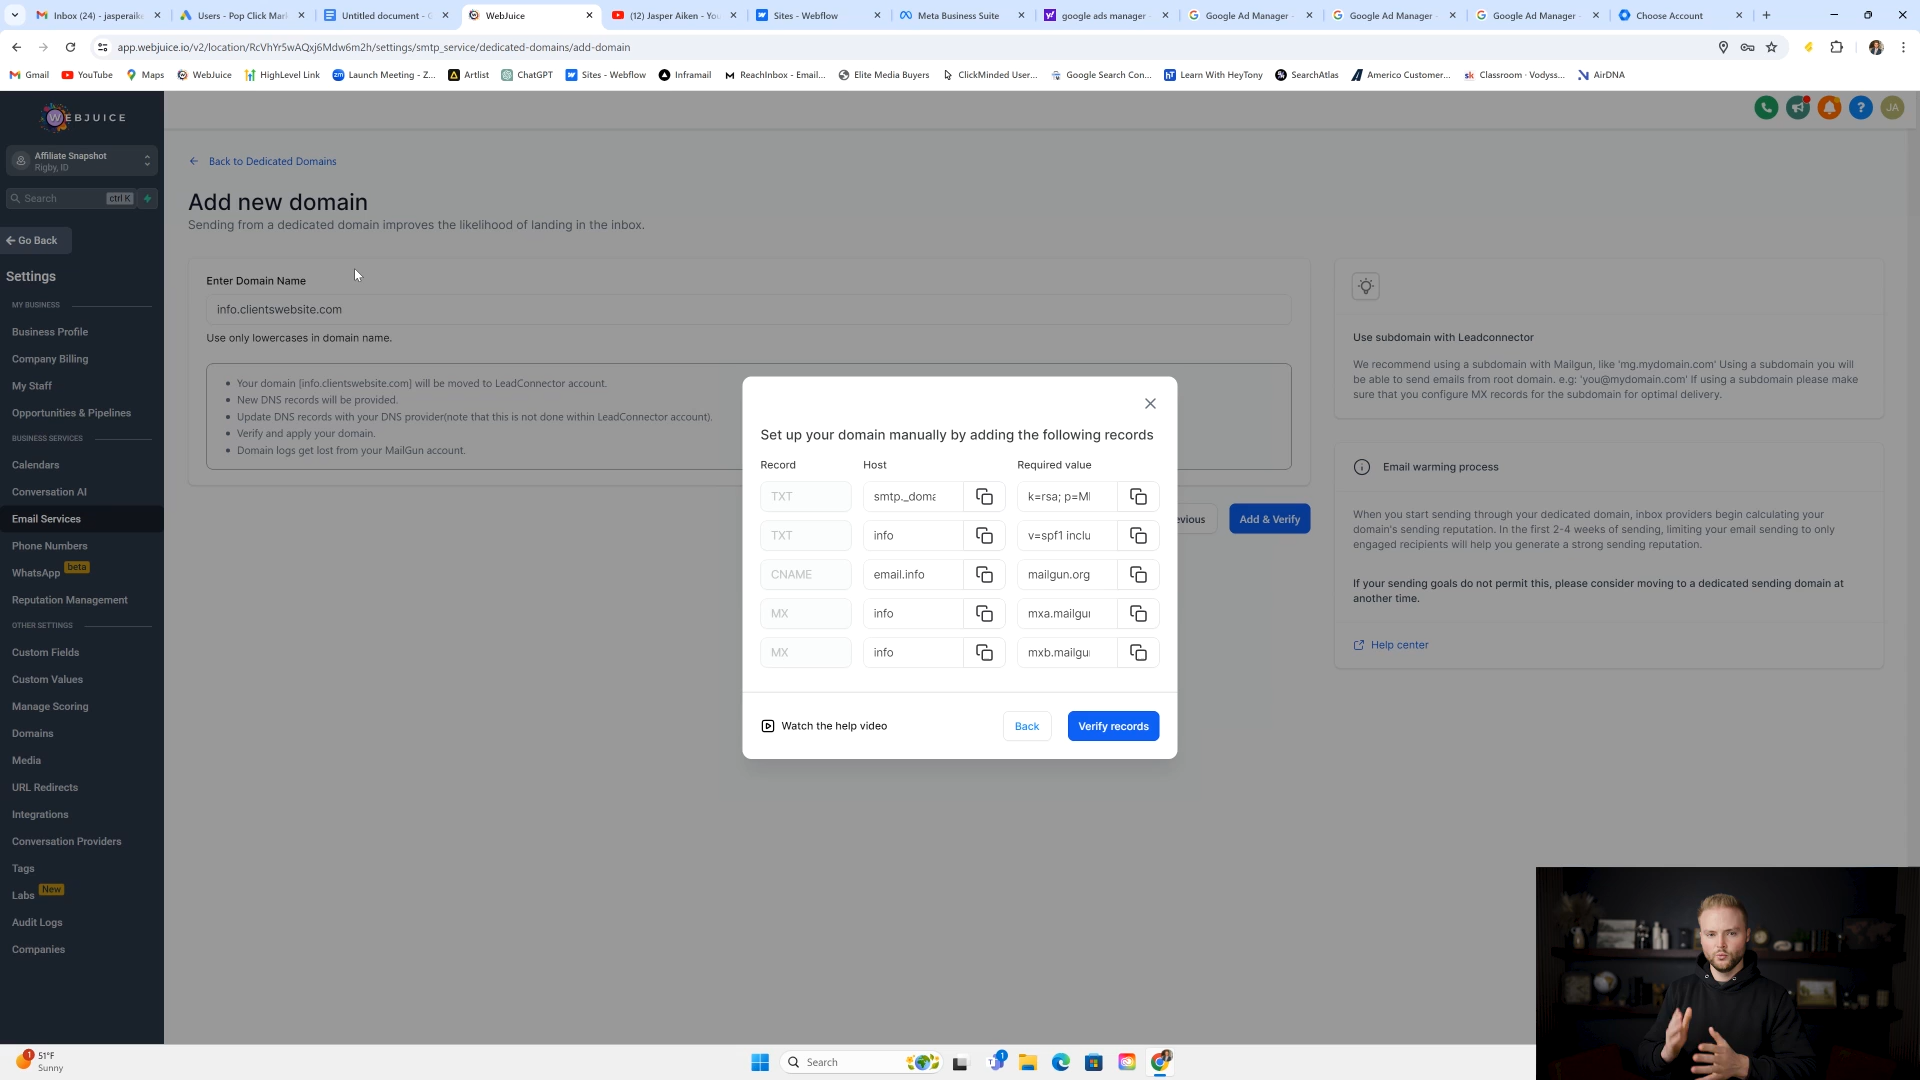 Inbox (24) - jasperaik
Users - Pop Click Mar
Untitled document - G
WebJuice
(12) Jasper Aiken - You
Sites - Webflow
Meta Business Suite
google ads manager -
Google Ad Manager -
Google Ad Manager -
Google Ad Manager -
Choose Account
app.webjuice.io/v2/location/RcVhYr5wAQxj6Mdw6m2h/settings/smtp_service/dedicated-domains/add-domain
Gmail
YouTube
Maps
WebJuice
HighLevel Link
Launch Meeting - Z...
Artlist
ChatGPT
Sites - Webflow
Inframail
ReachInbox - Email...
Elite Media Buyers
ClickMinded User...
Google Search Con...
Learn With HeyTony
SearchAtlas
Americo Customer...
Classroom · Vodyss...
AirDNA
WEBJUICE
JA
Affiliate Snapshot
Rigby, ID
Search
ctrl K
Go Back
Settings
MY BUSINESS
Business Profile
Company Billing
My Staff
Opportunities & Pipelines
BUSINESS SERVICES
Calendars
Conversation AI
Email Services
Phone Numbers
WhatsApp beta
Reputation Management
OTHER SETTINGS
Custom Fields
Custom Values
Manage Scoring
Domains
Media
URL Redirects
Integrations
Conversation Providers
Tags
Labs New
Audit Logs
Companies
Back to Dedicated Domains
Add new domain
Sending from a dedicated domain improves the likelihood of landing in the inbox.
Enter Domain Name
info.clientswebsite.com
Use only lowercases in domain name.
Your domain [info.clientswebsite.com] will be moved to LeadConnector account.
New DNS records will be provided.
Update DNS records with your DNS provider(note that this is not done within LeadConnector account).
Verify and apply your domain.
Domain logs get lost from your MailGun account.
evious
Add & Verify
Set up your domain manually by adding the following records
Record
Host
Required value
TXT
smtp._doma
k=rsa; p=MI
TXT
info
v=spf1 inclu
CNAME
email.info
mailgun.org
MX
info
mxa.mailgu
MX
info
mxb.mailgu
Watch the help video
Back
Verify records
Use subdomain with Leadconnector
We recommend using a subdomain with Mailgun, like 'mg.mydomain.com' Using a subdomain you will
be able to send emails from root domain. e.g: 'you@mydomain.com' If using a subdomain please make
sure that you configure MX records for the subdomain for optimal delivery.
Email warming process
When you start sending through your dedicated domain, inbox providers begin calculating your
domain's sending reputation. In the first 2-4 weeks of sending, limiting your email sending to only
engaged recipients will help you generate a strong sending reputation.
If your sending goals do not permit this, please consider moving to a dedicated sending domain at
another time.
Help center
1
51°F
Sunny
Search
1